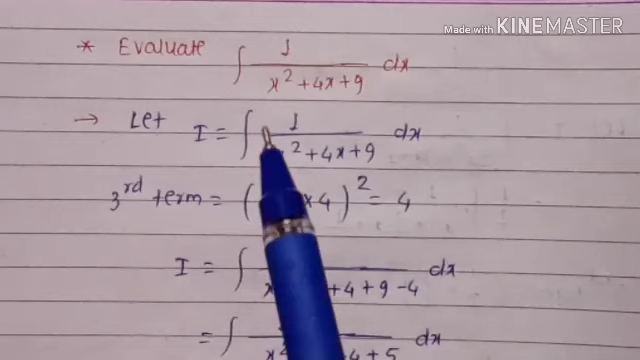 Made with KINEMASTER
* Evaluate ∫ 1 / x² + 4x + 9 dx
→ Let I = ∫ 1 / ² + 4x + 9 dx
3rd term = ( × 4 )² = 4
I = ∫ + 4 + 9 - 4 dx
= ∫ 4 + 5 dx